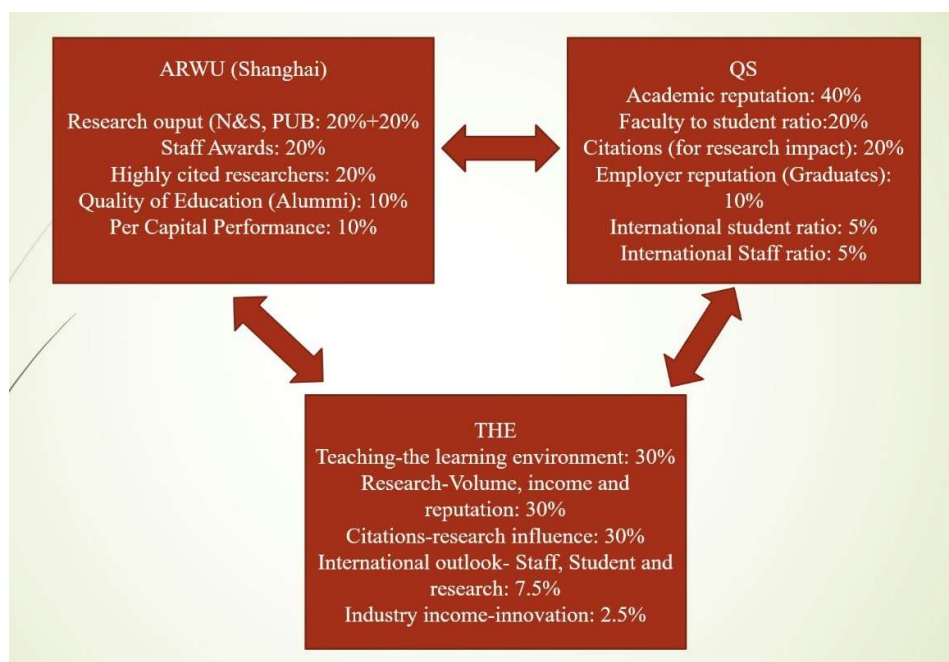 ARWU (Shanghai)
Research ouput (N&S, PUB: 20%+20%
Staff Awards: 20%
Highly cited researchers: 20%
Quality of Education (Alummi): 10%
Per Capital Performance: 10%
QS
Academic reputation: 40%
Faculty to student ratio:20%
Citations (for research impact): 20%
Employer reputation (Graduates):
10%
International student ratio: 5%
International Staff ratio: 5%
THE
Teaching-the learning environment: 30%
Research-Volume, income and
reputation: 30%
Citations-research influence: 30%
International outlook- Staff, Student and
research: 7.5%
Industry income-innovation: 2.5%